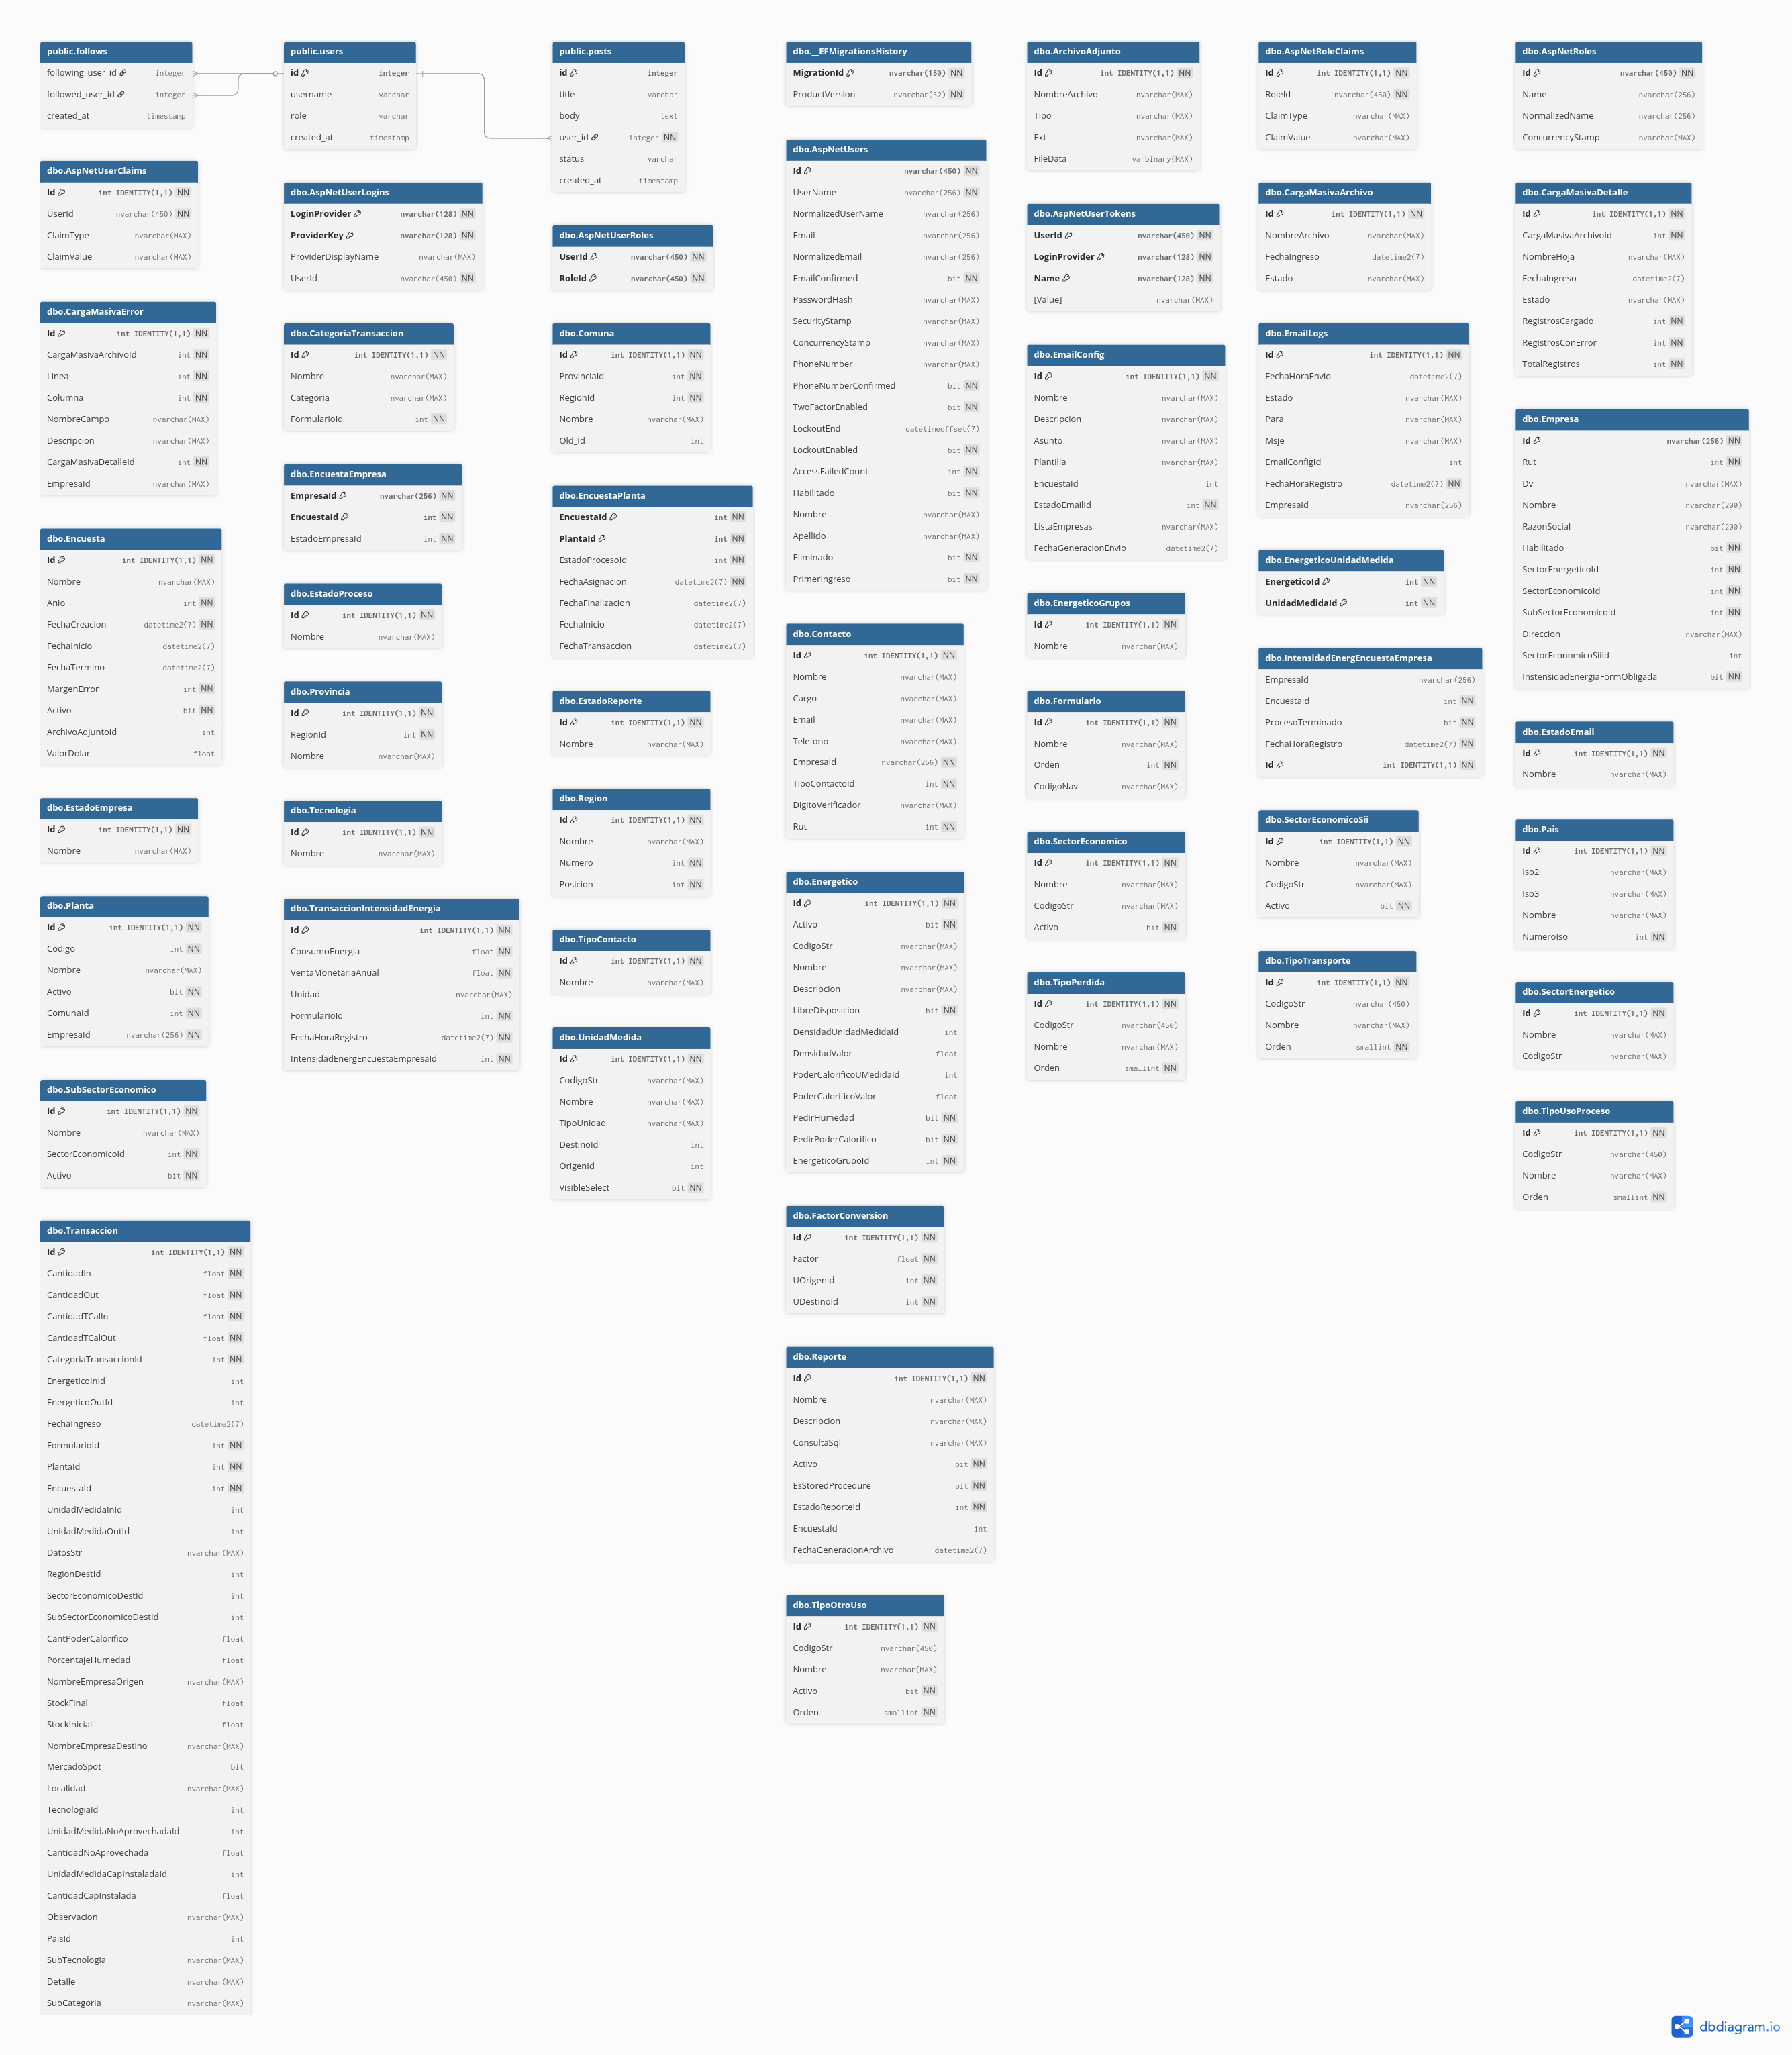 public.follows
following_user_id integer
followed_user_id integer
created_at timestamp
public.users
id integer
username varchar
role varchar
created_at timestamp
public.posts
id integer
title varchar
body text
user_id integer NN
status varchar
created_at timestamp
dbo.__EFMigrationsHistory
MigrationId nvarchar(150) NN
ProductVersion nvarchar(32) NN
dbo.ArchivoAdjunto
Id int IDENTITY(1,1) NN
NombreArchivo nvarchar(MAX)
Tipo nvarchar(MAX)
Ext nvarchar(MAX)
FileData varbinary(MAX)
dbo.AspNetRoleClaims
Id int IDENTITY(1,1) NN
RoleId nvarchar(450) NN
ClaimType nvarchar(MAX)
ClaimValue nvarchar(MAX)
dbo.AspNetRoles
Id nvarchar(450) NN
Name nvarchar(256)
NormalizedName nvarchar(256)
ConcurrencyStamp nvarchar(MAX)
dbo.AspNetUserClaims
Id int IDENTITY(1,1) NN
UserId nvarchar(450) NN
ClaimType nvarchar(MAX)
ClaimValue nvarchar(MAX)
dbo.AspNetUserLogins
LoginProvider nvarchar(128) NN
ProviderKey nvarchar(128) NN
ProviderDisplayName nvarchar(MAX)
UserId nvarchar(450) NN
dbo.AspNetUserRoles
UserId nvarchar(450) NN
RoleId nvarchar(450) NN
dbo.AspNetUsers
Id nvarchar(450) NN
UserName nvarchar(256) NN
NormalizedUserName nvarchar(256)
Email nvarchar(256)
NormalizedEmail nvarchar(256)
EmailConfirmed bit NN
PasswordHash nvarchar(MAX)
SecurityStamp nvarchar(MAX)
ConcurrencyStamp nvarchar(MAX)
PhoneNumber nvarchar(MAX)
PhoneNumberConfirmed bit NN
TwoFactorEnabled bit NN
LockoutEnd datetimeoffset(7)
LockoutEnabled bit NN
AccessFailedCount int NN
Habilitado bit NN
Nombre nvarchar(MAX)
Apellido nvarchar(MAX)
Eliminado bit NN
PrimerIngreso bit NN
dbo.AspNetUserTokens
UserId nvarchar(450) NN
LoginProvider nvarchar(128) NN
Name nvarchar(128) NN
[Value] nvarchar(MAX)
dbo.CargaMasivaArchivo
Id int IDENTITY(1,1) NN
NombreArchivo nvarchar(MAX)
FechaIngreso datetime2(7)
Estado nvarchar(MAX)
dbo.CargaMasivaDetalle
Id int IDENTITY(1,1) NN
CargaMasivaArchivoId int NN
NombreHoja nvarchar(MAX)
FechaIngreso datetime2(7)
Estado nvarchar(MAX)
RegistrosCargado int NN
RegistrosConError int NN
TotalRegistros int NN
dbo.CargaMasivaError
Id int IDENTITY(1,1) NN
CargaMasivaArchivoId int NN
Linea int NN
Columna int NN
NombreCampo nvarchar(MAX)
Descripcion nvarchar(MAX)
CargaMasivaDetalleId int NN
EmpresaId nvarchar(MAX)
dbo.CategoriaTransaccion
Id int IDENTITY(1,1) NN
Nombre nvarchar(MAX)
Categoria nvarchar(MAX)
FormularioId int NN
dbo.Comuna
Id int IDENTITY(1,1) NN
ProvinciaId int NN
RegionId int NN
Nombre nvarchar(MAX)
Old_Id int
dbo.Contacto
Id int IDENTITY(1,1) NN
Nombre nvarchar(MAX)
Cargo nvarchar(MAX)
Email nvarchar(MAX)
Telefono nvarchar(MAX)
EmpresaId nvarchar(256) NN
TipoContactoId int NN
DigitoVerificador nvarchar(MAX)
Rut int NN
dbo.EmailConfig
Id int IDENTITY(1,1) NN
Nombre nvarchar(MAX)
Descripcion nvarchar(MAX)
Asunto nvarchar(MAX)
Plantilla nvarchar(MAX)
EncuestaId int
EstadoEmailId int NN
ListaEmpresas nvarchar(MAX)
FechaGeneracionEnvio datetime2(7)
dbo.EmailLogs
Id int IDENTITY(1,1) NN
FechaHoraEnvio datetime2(7)
Estado nvarchar(MAX)
Para nvarchar(MAX)
Msje nvarchar(MAX)
EmailConfigId int
FechaHoraRegistro datetime2(7) NN
EmpresaId nvarchar(256)
dbo.Empresa
Id nvarchar(256) NN
Rut int NN
Dv nvarchar(MAX)
Nombre nvarchar(200)
RazonSocial nvarchar(200)
Habilitado bit NN
SectorEnergeticoId int NN
SectorEconomicoId int NN
SubSectorEconomicoId int NN
Direccion nvarchar(MAX)
SectorEconomicoSiiId int
InstensidadEnergiaFormObligada bit NN
dbo.Encuesta
Id int IDENTITY(1,1) NN
Nombre nvarchar(MAX)
Anio int NN
FechaCreacion datetime2(7) NN
FechaInicio datetime2(7)
FechaTermino datetime2(7)
MargenError int NN
Activo bit NN
ArchivoAdjuntoId int
ValorDolar float
dbo.EncuestaEmpresa
EmpresaId nvarchar(256) NN
EncuestaId int NN
EstadoEmpresaId int NN
dbo.EncuestaPlanta
EncuestaId int NN
PlantaId int NN
EstadoProcesoId int NN
FechaAsignacion datetime2(7) NN
FechaFinalizacion datetime2(7)
FechaInicio datetime2(7)
FechaTransaccion datetime2(7)
dbo.Energetico
Id int IDENTITY(1,1) NN
Activo bit NN
CodigoStr nvarchar(MAX)
Nombre nvarchar(MAX)
Descripcion nvarchar(MAX)
LibreDisposicion bit NN
DensidadUnidadMedidaId int
DensidadValor float
PoderCalorificoUMedidaId int
PoderCalorificoValor float
PedirHumedad bit NN
PedirPoderCalorifico bit NN
EnergeticoGrupoId int NN
dbo.EnergeticoGrupos
Id int IDENTITY(1,1) NN
Nombre nvarchar(MAX)
dbo.EnergeticoUnidadMedida
EnergeticoId int NN
UnidadMedidaId int NN
dbo.EstadoEmail
Id int IDENTITY(1,1) NN
Nombre nvarchar(MAX)
dbo.EstadoEmpresa
Id int IDENTITY(1,1) NN
Nombre nvarchar(MAX)
dbo.EstadoProceso
Id int IDENTITY(1,1) NN
Nombre nvarchar(MAX)
dbo.EstadoReporte
Id int IDENTITY(1,1) NN
Nombre nvarchar(MAX)
dbo.FactorConversion
Id int IDENTITY(1,1) NN
Factor float NN
UOrigenId int NN
UDestinoId int NN
dbo.Formulario
Id int IDENTITY(1,1) NN
Nombre nvarchar(MAX)
Orden int NN
CodigoNav nvarchar(MAX)
dbo.IntensidadEnergEncuestaEmpresa
EmpresaId nvarchar(256)
EncuestaId int NN
ProcesoTerminado bit NN
FechaHoraRegistro datetime2(7) NN
Id int IDENTITY(1,1) NN
dbo.Pais
Id int IDENTITY(1,1) NN
Iso2 nvarchar(MAX)
Iso3 nvarchar(MAX)
Nombre nvarchar(MAX)
NumeroIso int NN
dbo.Planta
Id int IDENTITY(1,1) NN
Codigo int NN
Nombre nvarchar(MAX)
Activo bit NN
ComunaId int NN
EmpresaId nvarchar(256) NN
dbo.Provincia
Id int IDENTITY(1,1) NN
RegionId int NN
Nombre nvarchar(MAX)
dbo.Region
Id int IDENTITY(1,1) NN
Nombre nvarchar(MAX)
Numero int NN
Posicion int NN
dbo.Reporte
Id int IDENTITY(1,1) NN
Nombre nvarchar(MAX)
Descripcion nvarchar(MAX)
ConsultaSql nvarchar(MAX)
Activo bit NN
EsStoredProcedure bit NN
EstadoReporteId int NN
EncuestaId int
FechaGeneracionArchivo datetime2(7)
dbo.SectorEconomico
Id int IDENTITY(1,1) NN
Nombre nvarchar(MAX)
CodigoStr nvarchar(MAX)
Activo bit NN
dbo.SectorEconomicoSii
Id int IDENTITY(1,1) NN
Nombre nvarchar(MAX)
CodigoStr nvarchar(MAX)
Activo bit NN
dbo.SectorEnergetico
Id int IDENTITY(1,1) NN
Nombre nvarchar(MAX)
CodigoStr nvarchar(MAX)
dbo.SubSectorEconomico
Id int IDENTITY(1,1) NN
Nombre nvarchar(MAX)
SectorEconomicoId int NN
Activo bit NN
dbo.Tecnologia
Id int IDENTITY(1,1) NN
Nombre nvarchar(MAX)
dbo.TipoContacto
Id int IDENTITY(1,1) NN
Nombre nvarchar(MAX)
dbo.TipoOtroUso
Id int IDENTITY(1,1) NN
CodigoStr nvarchar(450)
Nombre nvarchar(MAX)
Activo bit NN
Orden smallint NN
dbo.TipoPerdida
Id int IDENTITY(1,1) NN
CodigoStr nvarchar(450)
Nombre nvarchar(MAX)
Orden smallint NN
dbo.TipoTransporte
Id int IDENTITY(1,1) NN
CodigoStr nvarchar(450)
Nombre nvarchar(MAX)
Orden smallint NN
dbo.TipoUsoProceso
Id int IDENTITY(1,1) NN
CodigoStr nvarchar(450)
Nombre nvarchar(MAX)
Orden smallint NN
dbo.Transaccion
Id int IDENTITY(1,1) NN
CantidadIn float NN
CantidadOut float NN
CantidadTCalIn float NN
CantidadTCalOut float NN
CategoriaTransaccionId int NN
EnergeticoInId int
EnergeticoOutId int
FechaIngreso datetime2(7)
FormularioId int NN
PlantaId int NN
EncuestaId int NN
UnidadMedidaInId int
UnidadMedidaOutId int
DatosStr nvarchar(MAX)
RegionDestId int
SectorEconomicoDestId int
SubSectorEconomicoDestId int
CantPoderCalorifico float
PorcentajeHumedad float
NombreEmpresaOrigen nvarchar(MAX)
StockFinal float
StockInicial float
NombreEmpresaDestino nvarchar(MAX)
MercadoSpot bit
Localidad nvarchar(MAX)
TecnologiaId int
UnidadMedidaNoAprovechadaId int
CantidadNoAprovechada float
UnidadMedidaCapInstaladaId int
CantidadCapInstalada float
Observacion nvarchar(MAX)
PaisId int
SubTecnologia nvarchar(MAX)
Detalle nvarchar(MAX)
SubCategoria nvarchar(MAX)
dbo.TransaccionIntensidadEnergia
Id int IDENTITY(1,1) NN
ConsumoEnergia float NN
VentaMonetariaAnual float NN
Unidad nvarchar(MAX)
FormularioId int NN
FechaHoraRegistro datetime2(7) NN
IntensidadEnergEncuestaEmpresaId int NN
dbo.UnidadMedida
Id int IDENTITY(1,1) NN
CodigoStr nvarchar(MAX)
Nombre nvarchar(MAX)
TipoUnidad nvarchar(MAX)
DestinoId int
OrigenId int
VisibleSelect bit NN
dbdiagram.io